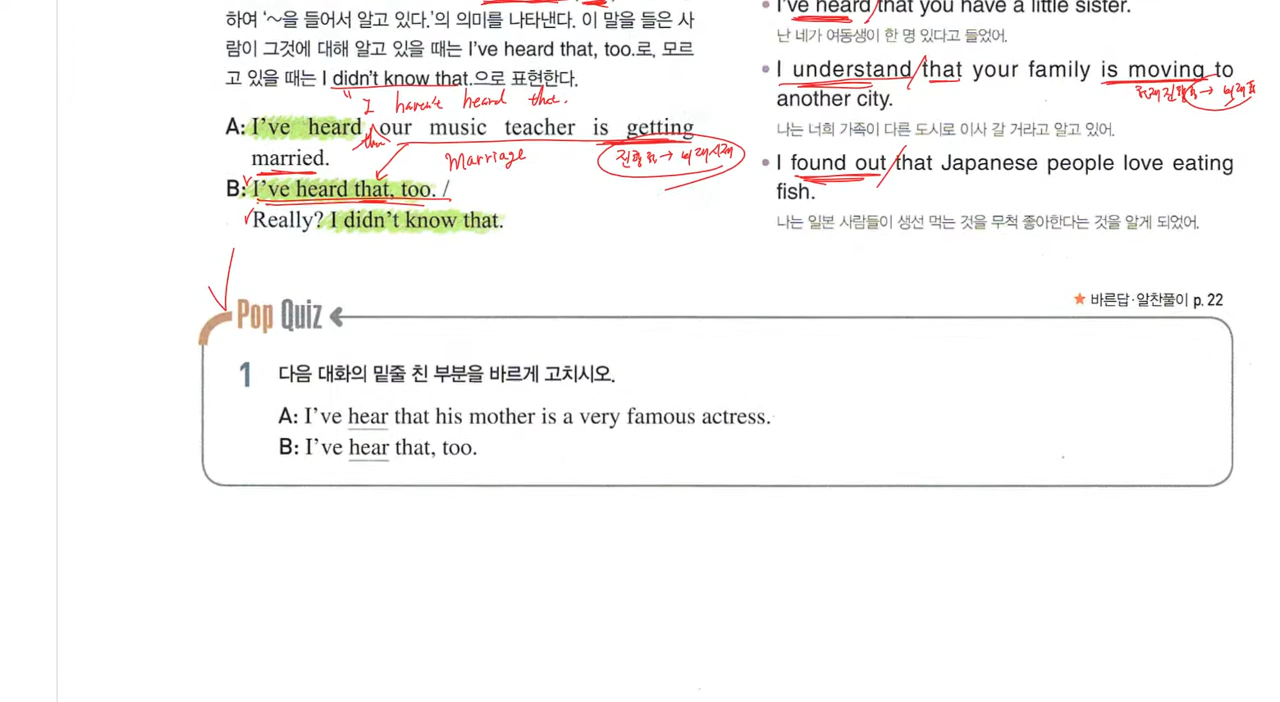 하여 ‘~을 들어서 알고 있다.’의 의미를 나타낸다. 이 말을 들은 사
람이 그것에 대해 알고 있을 때는 I've heard that, too.로, 모르
고 있을 때는 I didn't know that.으로 표현한다.
I haven't heard that.
A: I've heard our music teacher is getting
married.
Marriage
진행형 → 미래시제
B: I've heard that, too. /
Really? I didn't know that.
I've heard that you have a little sister.
난 네가 여동생이 한 명 있다고 들었어.
I understand that your family is moving to
another city.
현재진행형 → 미래표
나는 너희 가족이 다른 도시로 이사 갈 거라고 알고 있어.
I found out that Japanese people love eating
fish.
나는 일본 사람들이 생선 먹는 것을 무척 좋아한다는 것을 알게 되었어.
Pop Quiz
★ 바른답·알찬풀이 p. 22
1 다음 대화의 밑줄 친 부분을 바르게 고치시오.
A: I've hear that his mother is a very famous actress.
B: I've hear that, too.